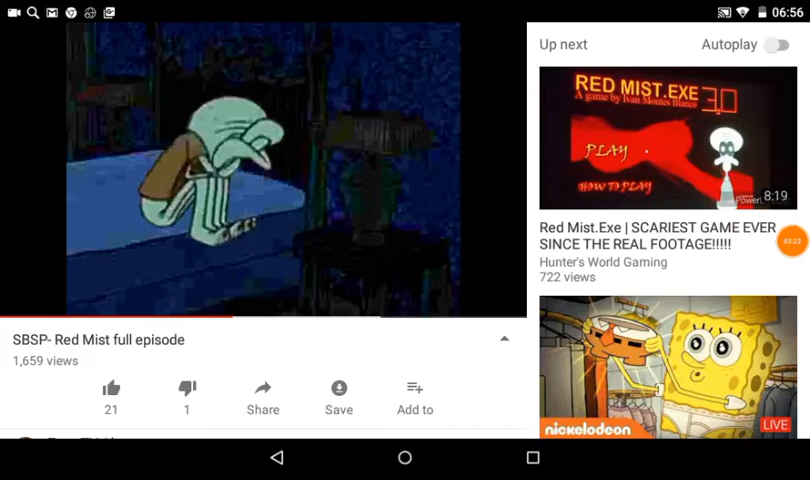 06:56
Up next
Autoplay
RED MIST.EXE 3.0
A game by Ivan Montes Blanco
PLAY
HOW TO PLAY
8:19
Red Mist.Exe | SCARIEST GAME EVER
SINCE THE REAL FOOTAGE!!!!!
Hunter's World Gaming
722 views
03:22
SBSP- Red Mist full episode
1,659 views
21
1
Share
Save
Add to
nickelodeon
LIVE